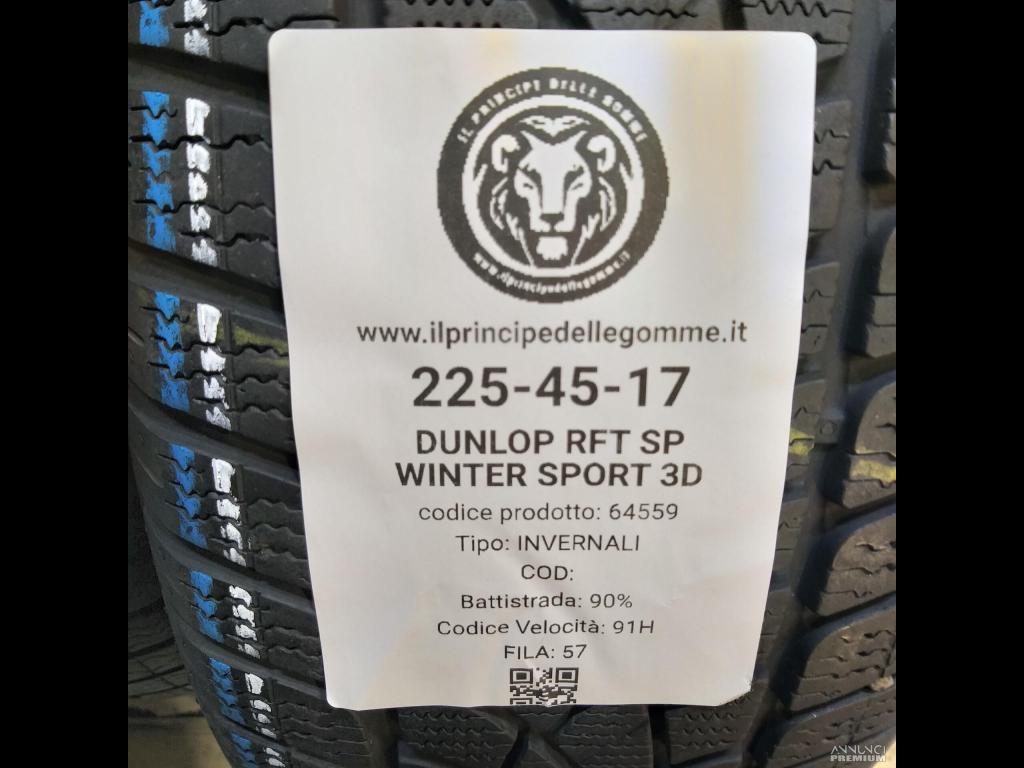 IL PRINCIPE DELLE GOMME
www.ilprincipedellegomme.it
www.ilprincipedellegomme.it
225-45-17
DUNLOP RFT SP
WINTER SPORT 3D
codice prodotto: 64559
Tipo: INVERNALI
COD:
Battistrada: 90%
Codice Velocità: 91H
FILA: 57
ANNUNCI
PREMIUM